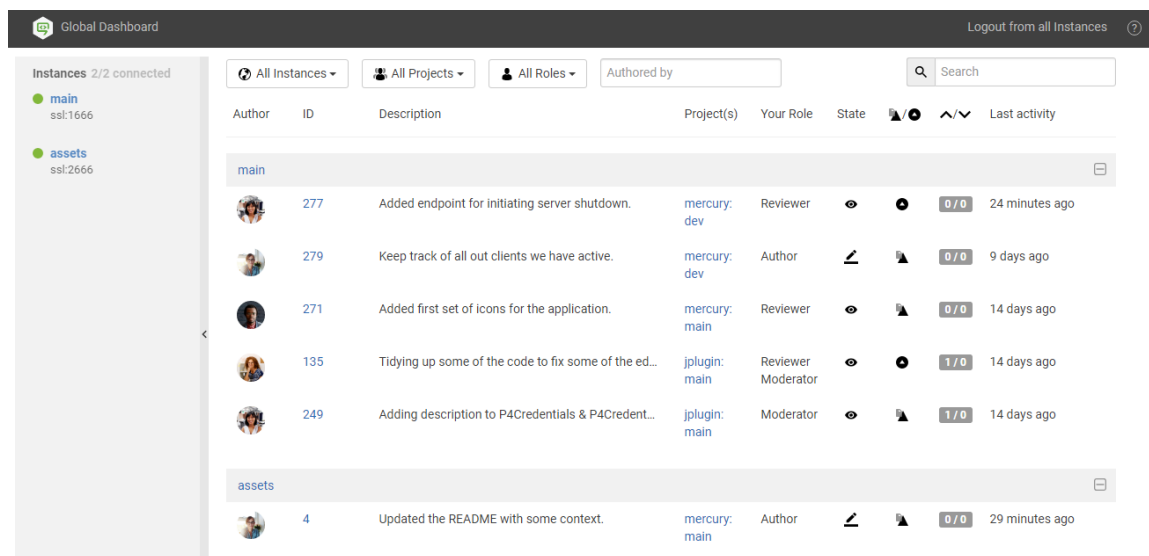 Global Dashboard
Logout from all Instances
Instances 2/2 connected
main
ssl:1666
assets
ssl:2666
All Instances
All Projects
All Roles
Authored by
Search
Author ID Description Project(s) Your Role State / / Last activity
main
277 Added endpoint for initiating server shutdown. mercury: Reviewer 0 / 0 24 minutes ago
dev
279 Keep track of all out clients we have active. mercury: Author 0 / 0 9 days ago
dev
271 Added first set of icons for the application. mercury: Reviewer 0 / 0 14 days ago
main
135 Tidying up some of the code to fix some of the ed... jplugin: Reviewer 1 / 0 14 days ago
main Moderator
249 Adding description to P4Credentials & P4Credent... jplugin: Moderator 1 / 0 14 days ago
main
assets
4 Updated the README with some context. mercury: Author 0 / 0 29 minutes ago
main